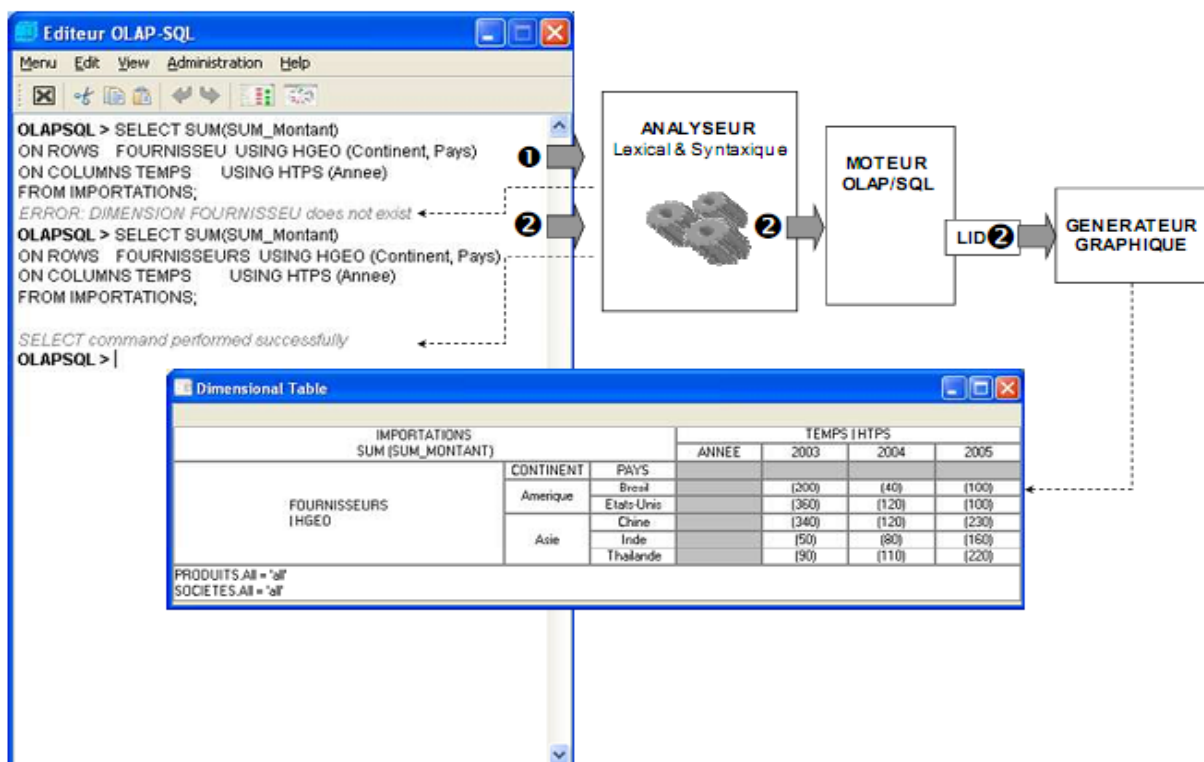 Editeur OLAP-SQL
Menu Edit View Administration Help
OLAPSQL > SELECT SUM(SUM_Montant)
ON ROWS FOURNISSEU USING HGEO (Continent, Pays)
ON COLUMNS TEMPS USING HTPS (Annee)
FROM IMPORTATIONS;
ERROR: DIMENSION FOURNISSEU does not exist
OLAPSQL > SELECT SUM(SUM_Montant)
ON ROWS FOURNISSEURS USING HGEO (Continent, Pays)
ON COLUMNS TEMPS USING HTPS (Annee)
FROM IMPORTATIONS;
SELECT command performed successfully
OLAPSQL >
❶
❷
ANALYSEUR
Lexical & Syntaxique
❷
MOTEUR
OLAP/SQL
LID ❷
GENERATEUR
GRAPHIQUE
Dimensional Table
IMPORTATIONS
SUM (SUM_MONTANT)
TEMPS | HTPS
ANNEE 2003 2004 2005
CONTINENT PAYS
FOURNISSEURS
| HGEO
Amerique
Bresil (200) (40) (100)
Etats-Unis (360) (120) (100)
Asie
Chine (340) (120) (230)
Inde (50) (80) (160)
Thailande (90) (110) (220)
PRODUITS.All = 'all'
SOCIETES.All = 'all'